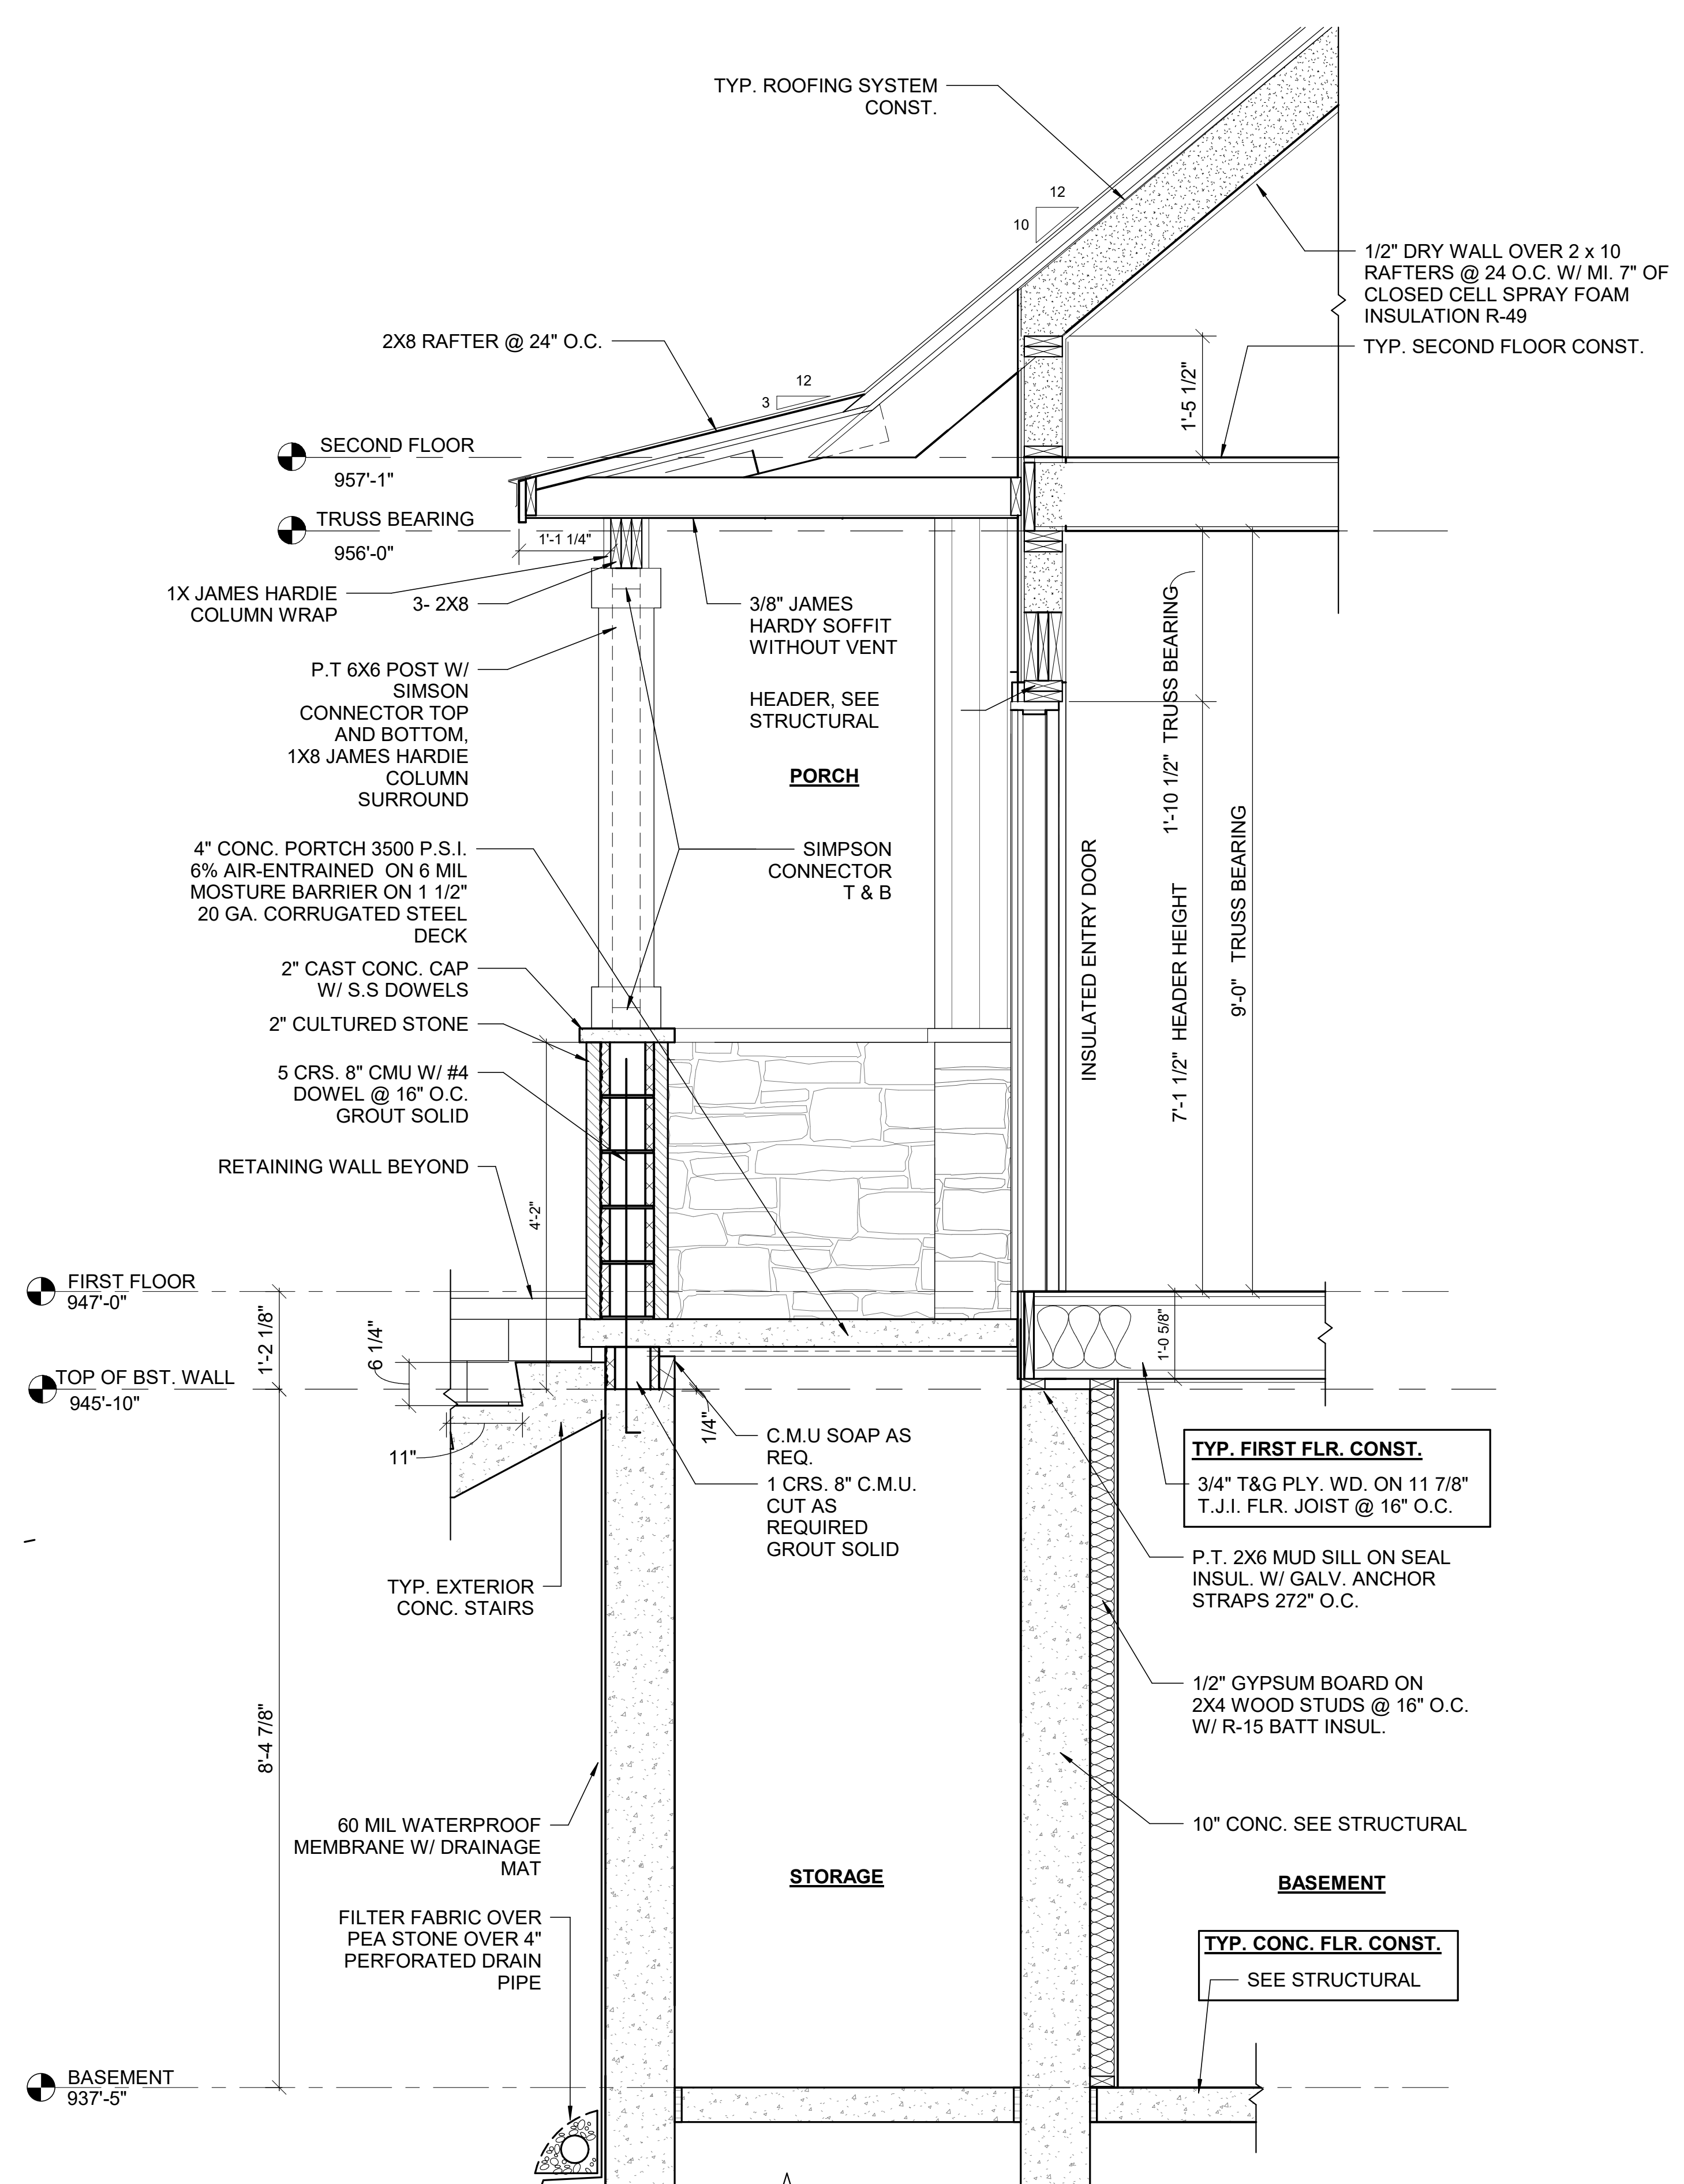 TYP. ROOFING SYSTEM
CONST.
12
10
1/2" DRY WALL OVER 2 x 10
RAFTERS @ 24 O.C. W/ MI. 7" OF
CLOSED CELL SPRAY FOAM
INSULATION R-49
2X8 RAFTER @ 24" O.C.
TYP. SECOND FLOOR CONST.
12
3
1'-5 1/2"
SECOND FLOOR
957'-1"
TRUSS BEARING
956'-0"
1'-1 1/4"
1X JAMES HARDIE
COLUMN WRAP
3- 2X8
3/8" JAMES
HARDY SOFFIT
WITHOUT VENT
P.T 6X6 POST W/
SIMSON
CONNECTOR TOP
AND BOTTOM,
1X8 JAMES HARDIE
COLUMN
SURROUND
HEADER, SEE
STRUCTURAL
PORCH
1'-10 1/2" TRUSS BEARING
9'-0" TRUSS BEARING
4" CONC. PORTCH 3500 P.S.I.
6% AIR-ENTRAINED ON 6 MIL
MOSTURE BARRIER ON 1 1/2"
20 GA. CORRUGATED STEEL
DECK
SIMPSON
CONNECTOR
T & B
INSULATED ENTRY DOOR
7'-1 1/2" HEADER HEIGHT
2" CAST CONC. CAP
W/ S.S DOWELS
2" CULTURED STONE
5 CRS. 8" CMU W/ #4
DOWEL @ 16" O.C.
GROUT SOLID
RETAINING WALL BEYOND
4'-2"
FIRST FLOOR
947'-0"
1'-2 1/8"
6 1/4"
1'-0 5/8"
TOP OF BST. WALL
945'-10"
11"
1/4"
C.M.U SOAP AS
REQ.
1 CRS. 8" C.M.U.
CUT AS
REQUIRED
GROUT SOLID
TYP. FIRST FLR. CONST.
3/4" T&G PLY. WD. ON 11 7/8"
T.J.I. FLR. JOIST @ 16" O.C.
TYP. EXTERIOR
CONC. STAIRS
P.T. 2X6 MUD SILL ON SEAL
INSUL. W/ GALV. ANCHOR
STRAPS 272" O.C.
8'-4 7/8"
1/2" GYPSUM BOARD ON
2X4 WOOD STUDS @ 16" O.C.
W/ R-15 BATT INSUL.
60 MIL WATERPROOF
MEMBRANE W/ DRAINAGE
MAT
10" CONC. SEE STRUCTURAL
STORAGE
BASEMENT
FILTER FABRIC OVER
PEA STONE OVER 4"
PERFORATED DRAIN
PIPE
TYP. CONC. FLR. CONST.
SEE STRUCTURAL
BASEMENT
937'-5"